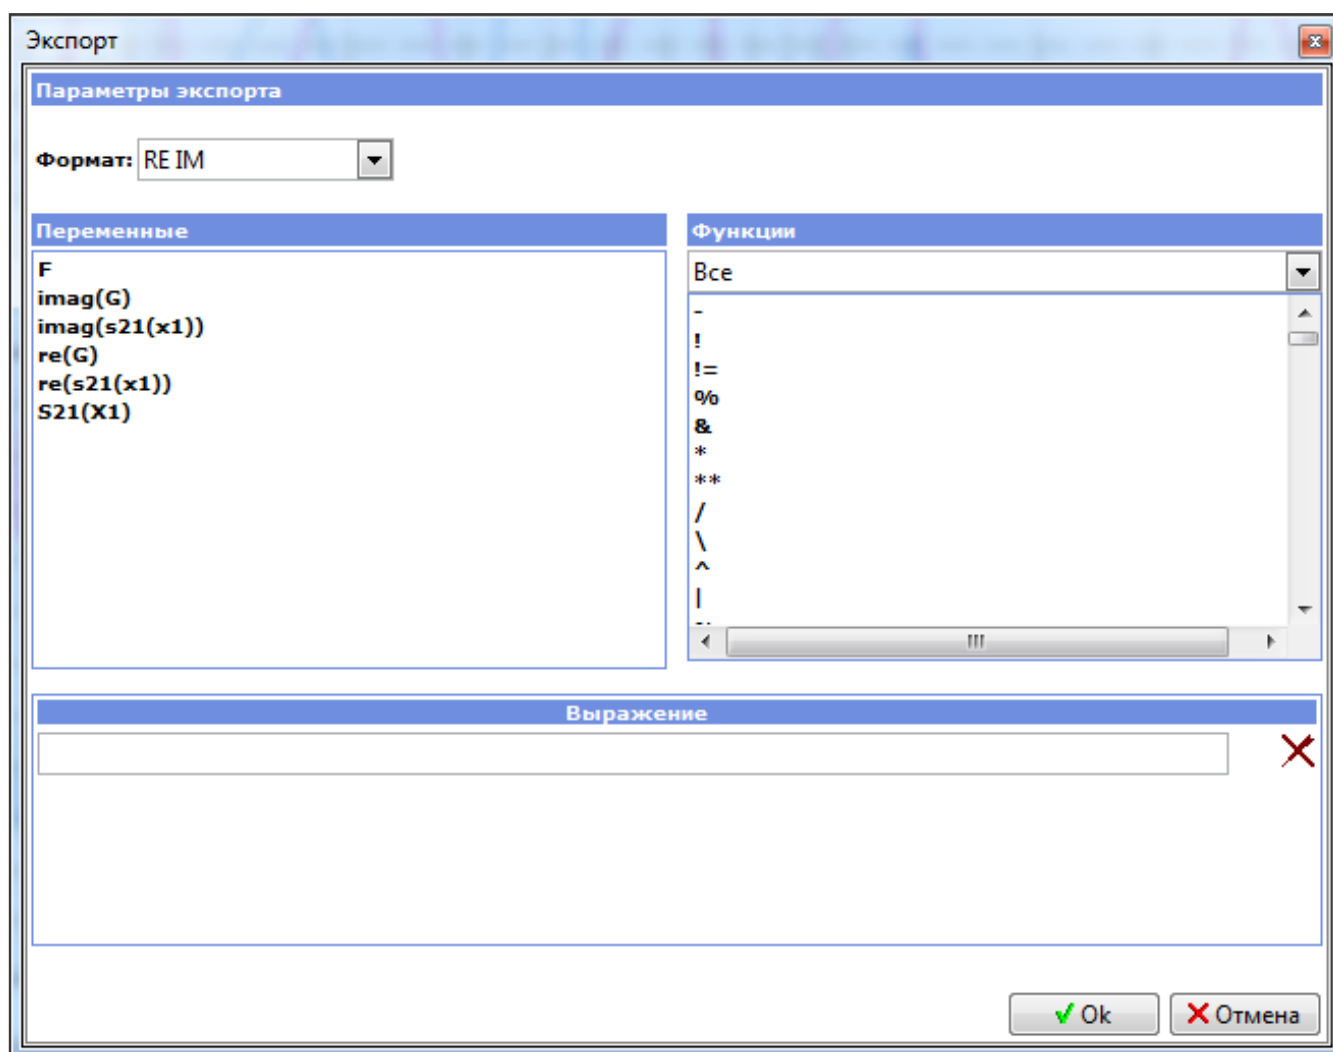 Экспорт
Параметры экспорта
Формат: RE IM
Переменные
F
imag(G)
imag(s21(x1))
re(G)
re(s21(x1))
S21(X1)
Функции
Все
-
!
!=
%
&
*
**
/
\
^
|
Выражение
Ok
Отмена